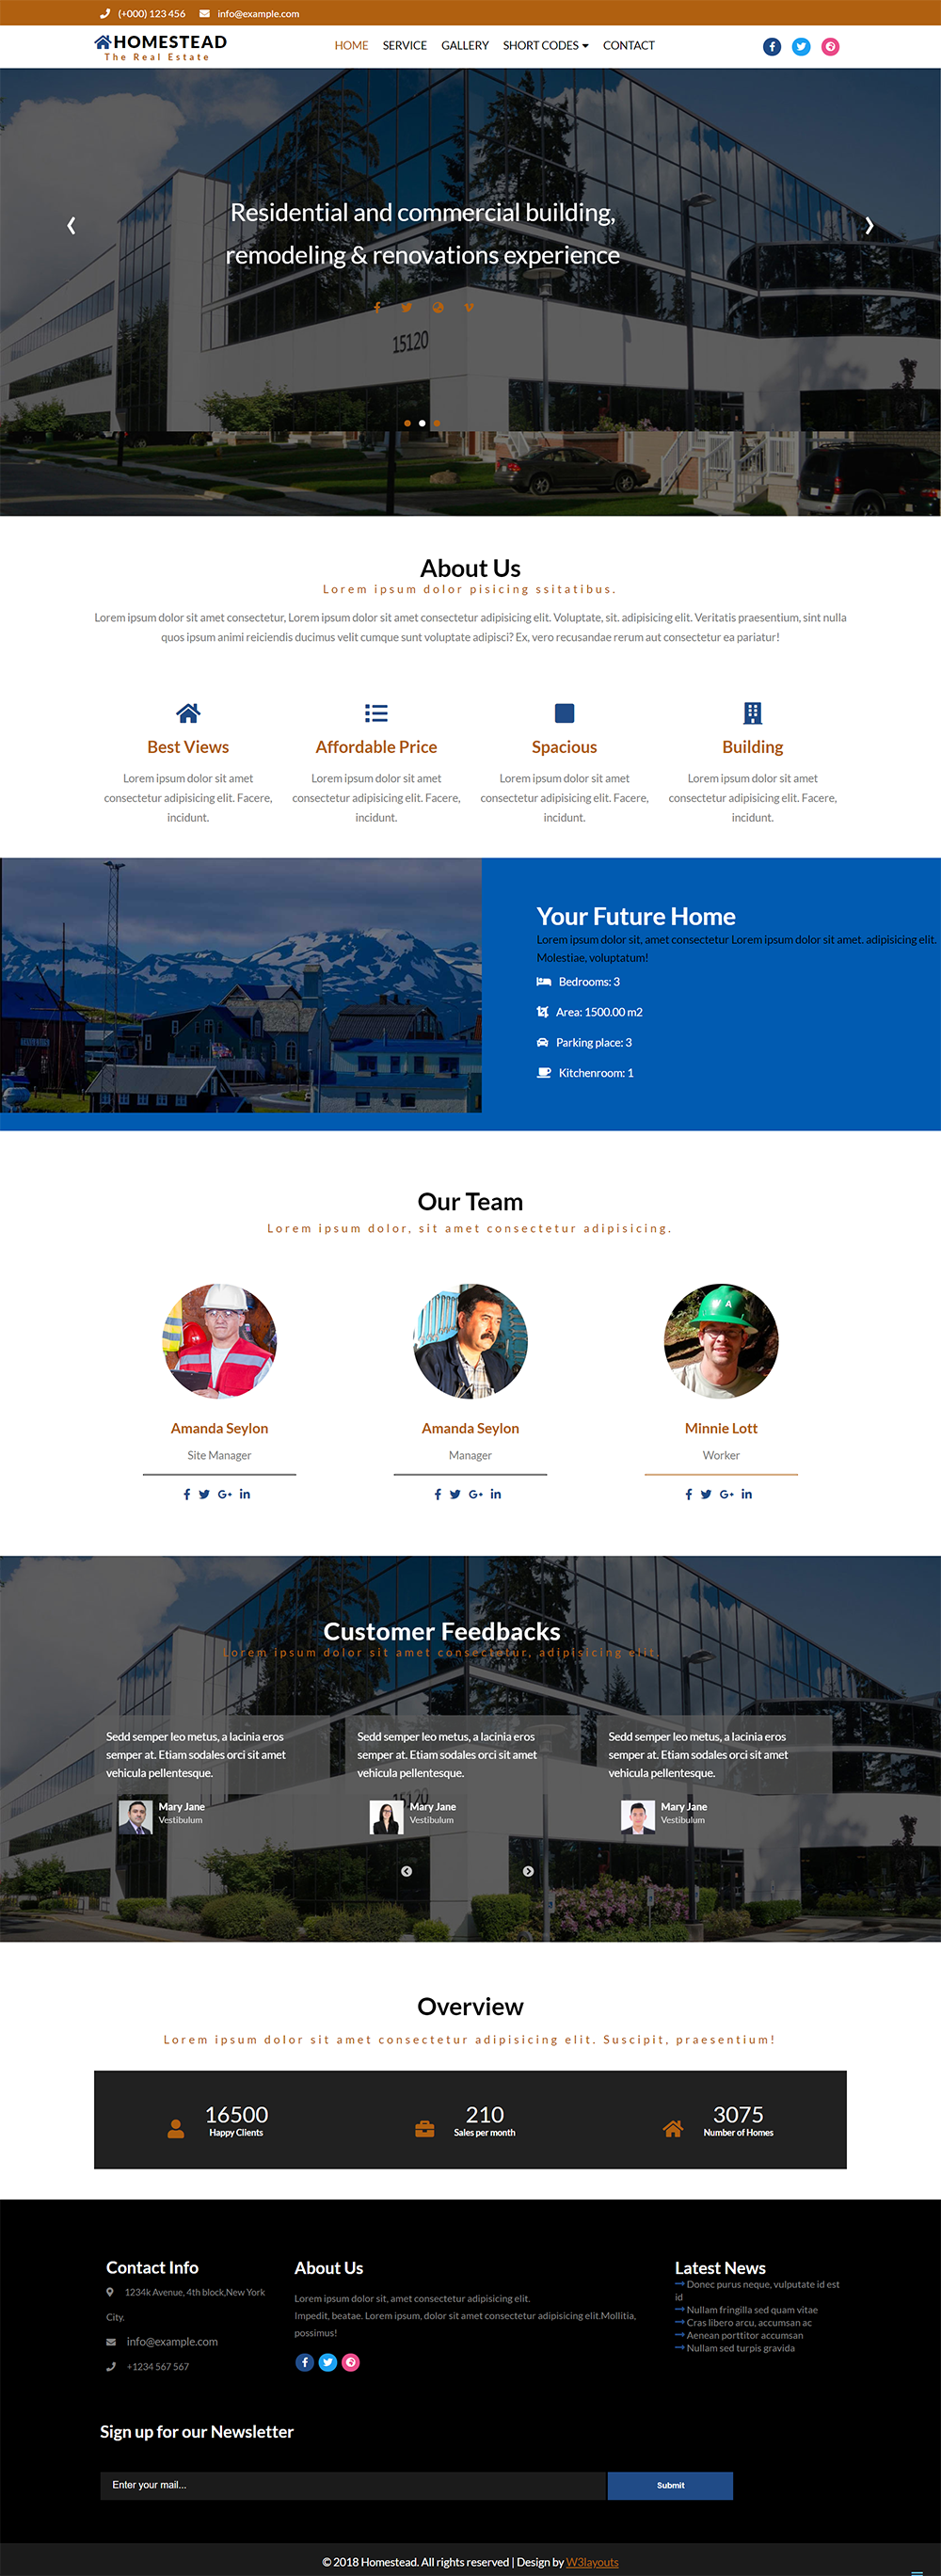 (+000) 123 456 info@example.com
HOMESTEAD
The Real Estate
HOME SERVICE GALLERY SHORT CODES CONTACT
Residential and commercial building,
remodeling & renovations experience
15120
About Us
Lorem ipsum dolor pisicing ssitatibus.
Lorem ipsum dolor sit amet consectetur, Lorem ipsum dolor sit amet consectetur adipisicing elit. Voluptate, sit. adipisicing elit. Veritatis praesentium, sint nulla
quos ipsum animi reiciendis ducimus velit cumque sunt voluptate adipisci? Ex, vero recusandae rerum aut consectetur ea pariatur!
Best Views
Lorem ipsum dolor sit amet
consectetur adipisicing elit. Facere,
incidunt.
Affordable Price
Lorem ipsum dolor sit amet
consectetur adipisicing elit. Facere,
incidunt.
Spacious
Lorem ipsum dolor sit amet
consectetur adipisicing elit. Facere,
incidunt.
Building
Lorem ipsum dolor sit amet
consectetur adipisicing elit. Facere,
incidunt.
Your Future Home
Lorem ipsum dolor sit, amet consectetur Lorem ipsum dolor sit amet. adipisicing elit.
Molestiae, voluptatum!
Bedrooms: 3
Area: 1500.00 m2
Parking place: 3
Kitchenroom: 1
Our Team
Lorem ipsum dolor, sit amet consectetur adipisicing.
Amanda Seylon
Site Manager
Amanda Seylon
Manager
W A
Minnie Lott
Worker
Customer Feedbacks
Lorem ipsum dolor sit amet consectetur, adipisicing elit.
Sedd semper leo metus, a lacinia eros
semper at. Etiam sodales orci sit amet
vehicula pellentesque.
Mary Jane
Vestibulum
Sedd semper leo metus, a lacinia eros
semper at. Etiam sodales orci sit amet
vehicula pellentesque.
15120
Mary Jane
Vestibulum
Sedd semper leo metus, a lacinia eros
semper at. Etiam sodales orci sit amet
vehicula pellentesque.
Mary Jane
Vestibulum
Overview
Lorem ipsum dolor sit amet consectetur adipisicing elit. Suscipit, praesentium!
16500
Happy Clients
210
Sales per month
3075
Number of Homes
Contact Info
1234k Avenue, 4th block,New York
City.
info@example.com
+1234 567 567
About Us
Lorem ipsum dolor sit, amet consectetur adipisicing elit.
Impedit, beatae. Lorem ipsum, dolor sit amet consectetur adipisicing elit.Mollitia,
possimus!
Latest News
Donec purus neque, vulputate id est
id
Nullam fringilla sed quam vitae
Cras libero arcu, accumsan ac
Aenean porttitor accumsan
Nullam sed turpis gravida
Sign up for our Newsletter
Enter your mail... Submit
© 2018 Homestead. All rights reserved | Design by W3layouts